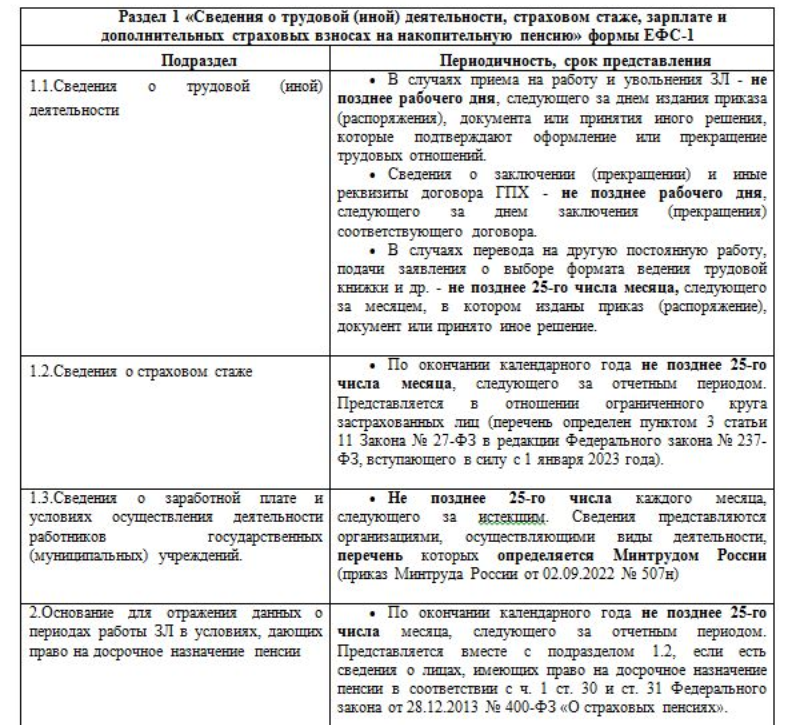 Раздел 1 «Сведения о трудовой (иной) деятельности, страховом стаже, зарплате и
дополнительных страховых взносах на накопительную пенсию» формы ЕФС-1
Подраздел
Периодичность, срок представления
1.1.Сведения о трудовой (иной)
деятельности
• В случаях приема на работу и увольнения ЗЛ - не
позднее рабочего дня, следующего за днем издания приказа
(распоряжения), документа или принятия иного решения,
которые подтверждают оформление или прекращение
трудовых отношений.
• Сведения о заключении (прекращении) и иные
реквизиты договора ГПХ - не позднее рабочего дня,
следующего за днем заключения (прекращения)
соответствующего договора.
• В случаях перевода на другую постоянную работу,
подачи заявления о выборе формата ведения трудовой
книжки и др. - не позднее 25-го числа месяца, следующего
за месяцем, в котором изданы приказ (распоряжение),
документ или принято иное решение.
1.2.Сведения о страховом стаже
• По окончании календарного года не позднее 25-го
числа месяца, следующего за отчетным периодом.
Представляется в отношении ограниченного круга
застрахованных лиц (перечень определен пунктом 3 статьи
11 Закона № 27-ФЗ в редакции Федерального закона № 237-
ФЗ, вступающего в силу с 1 января 2023 года).
1.3.Сведения о заработной плате и
условиях осуществления деятельности
работников государственных
(муниципальных) учреждений.
• Не позднее 25-го числа каждого месяца,
следующего за истекшим. Сведения представляются
организациями, осуществляющими виды деятельности,
перечень которых определяется Минтрудом России
(приказ Минтруда России от 02.09.2022 № 507н)
2.Основание для отражения данных о
периодах работы ЗЛ в условиях, дающих
право на досрочное назначение пенсии
• По окончании календарного года не позднее 25-го
числа месяца, следующего за отчетным периодом.
Представляется вместе с подразделом 1.2, если есть
сведения о лицах, имеющих право на досрочное назначение
пенсии в соответствии с ч. 1 ст. 30 и ст. 31 Федерального
закона от 28.12.2013 № 400-ФЗ «О страховых пенсиях».